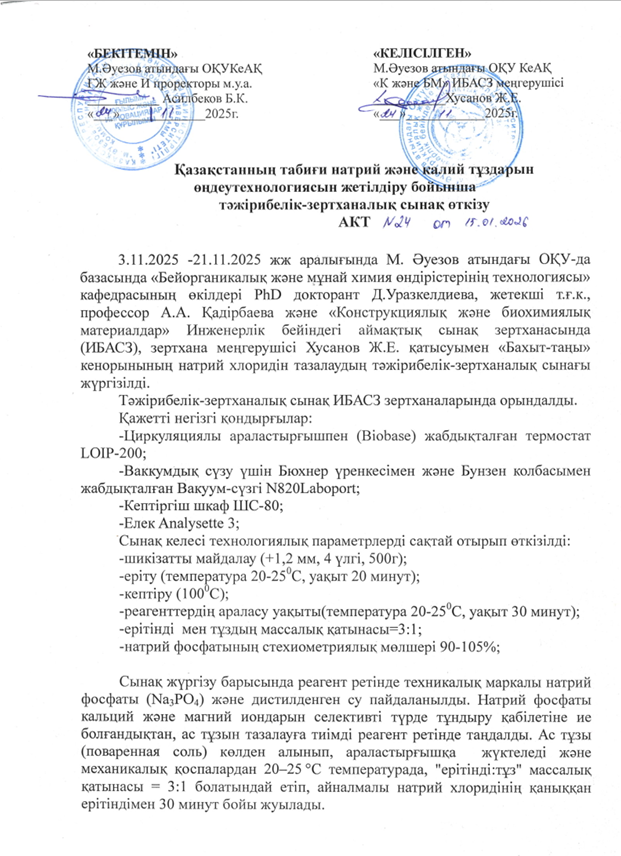 «БЕКІТЕМІН»
М.Әуезов атындағы ОҚУКеАҚ
ҒЖ және И проректоры м.у.а.
Асилбеков Б.К.
«24» 11 2025г.
«КЕЛІСІЛГЕН»
М.Әуезов атындағы ОҚУ КеАҚ
«К және БМ» ИБАСЗ меңгерушісі
Хусанов Ж.Е.
«24» 11 2025г.
Қазақстанның табиғи натрий және калий тұздарын
өңдеутехнологиясын жетілдіру бойынша
тәжірибелік-зертханалық сынақ өткізу
АКТ №24 от 15.01.2026
3.11.2025 -21.11.2025 жж аралығында М. Әуезов атындағы ОҚУ-да
базасында «Бейорганикалық және мұнай химия өндірістерінің технологиясы»
кафедрасының өкілдері PhD докторант Д.Уразкелдиева, жетекші т.ғ.к.,
профессор А.А. Қадірбаева және «Конструкциялық және биохимиялық
материалдар» Инженерлік бейіндегі аймақтық сынақ зертханасында
(ИБАСЗ), зертхана меңгерушісі Хусанов Ж.Е. қатысуымен «Бахыт-таңы»
кенорынының натрий хлоридін тазалаудың тәжірибелік-зертханалық сынағы
жүргізілді.
Тәжірибелік-зертханалық сынақ ИБАСЗ зертханаларында орындалды.
Қажетті негізгі қондырғылар:
-Циркуляциялы араластырғышпен (Biobase) жабдықталған термостат
LOIP-200;
-Ваккумдық сүзу үшін Бюхнер үренкесімен және Бунзен колбасымен
жабдықталған Вакуум-сүзгі N820Laboport;
-Кептіргіш шкаф ШС-80;
-Елек Analysette 3;
Сынақ келесі технологиялық параметрлерді сақтай отырып өткізілді:
-шикізатты майдалау (+1,2 мм, 4 үлгі, 500г);
-еріту (температура 20-25⁰С, уақыт 20 минут);
-кептіру (100⁰С);
-реагенттердің араласу уақыты(температура 20-25⁰С, уақыт 30 минут);
-ерітінді мен тұздың массалық қатынасы=3:1;
-натрий фосфатының стехиометриялық мөлшері 90-105%;
Сынақ жүргізу барысында реагент ретінде техникалық маркалы натрий
фосфаты (Na₃PO₄) және дистилденген су пайдаланылды. Натрий фосфаты
кальций және магний иондарын селективті түрде тұндыру қабілетіне ие
болғандықтан, ас тұзын тазалауға тиімді реагент ретінде таңдалды. Ас тұзы
(поваренная соль) көлден алынып, араластырғышқа жүктеледі және
механикалық қоспалардан 20–25 °C температурада, "ерітінді:тұз" массалық
қатынасы = 3:1 болатындай етіп, айналмалы натрий хлоридінің қаныққан
ерітіндімен 30 минут бойы жуылады.